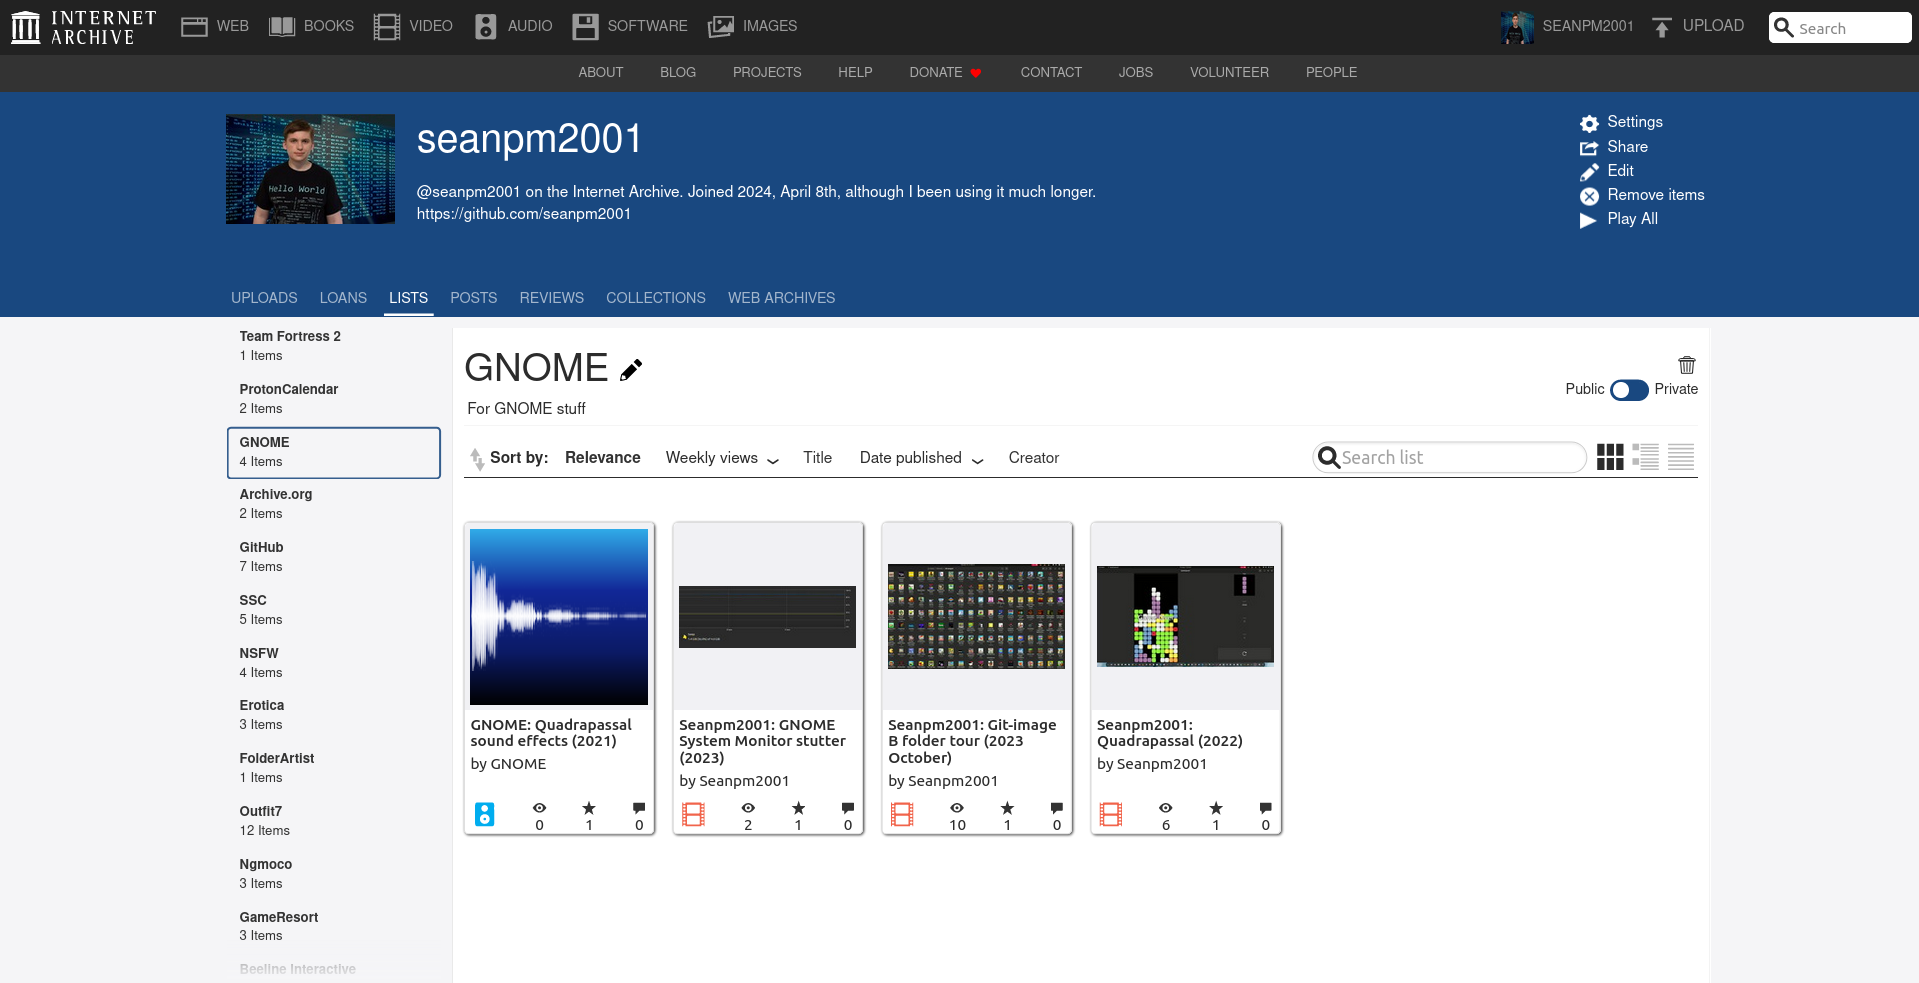 INTERNET ARCHIVE
WEB BOOKS VIDEO AUDIO SOFTWARE IMAGES SEANPM2001 UPLOAD Search
ABOUT BLOG PROJECTS HELP DONATE CONTACT JOBS VOLUNTEER PEOPLE
Hello World
seanpm2001
@seanpm2001 on the Internet Archive. Joined 2024, April 8th, although I been using it much longer.
https://github.com/seanpm2001
Settings
Share
Edit
Remove items
Play All
UPLOADS LOANS LISTS POSTS REVIEWS COLLECTIONS WEB ARCHIVES
Team Fortress 2
1 Items
ProtonCalendar
2 Items
GNOME
4 Items
Archive.org
2 Items
GitHub
7 Items
SSC
5 Items
NSFW
4 Items
Erotica
3 Items
FolderArtist
1 Items
Outfit7
12 Items
Ngmoco
3 Items
GameResort
3 Items
Beeline Interactive
GNOME
For GNOME stuff
Public Private
Sort by: Relevance Weekly views Title Date published Creator Search list
GNOME: Quadrapassal
sound effects (2021)
by GNOME
0 1 0
Seanpm2001: GNOME
System Monitor stutter
(2023)
by Seanpm2001
2 1 0
Seanpm2001: Git-image
B folder tour (2023
October)
by Seanpm2001
10 1 0
Seanpm2001:
Quadrapassal (2022)
by Seanpm2001
6 1 0